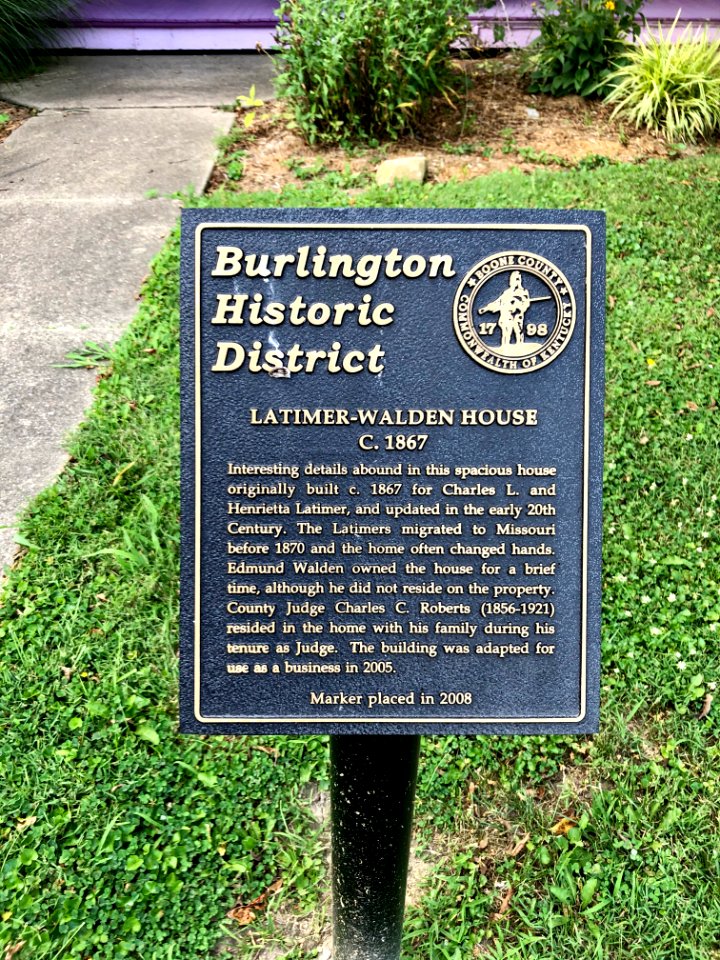 Burlington
Historic
District
BOONE COUNTY
17 98
COMMONWEALTH OF KENTUCKY
LATIMER-WALDEN HOUSE
C. 1867
Interesting details abound in this spacious house
originally built c. 1867 for Charles L. and
Henrietta Latimer, and updated in the early 20th
Century. The Latimers migrated to Missouri
before 1870 and the home often changed hands.
Edmund Walden owned the house for a brief
time, although he did not reside on the property.
County Judge Charles C. Roberts (1856-1921)
resided in the home with his family during his
tenure as Judge. The building was adapted for
use as a business in 2005.
Marker placed in 2008